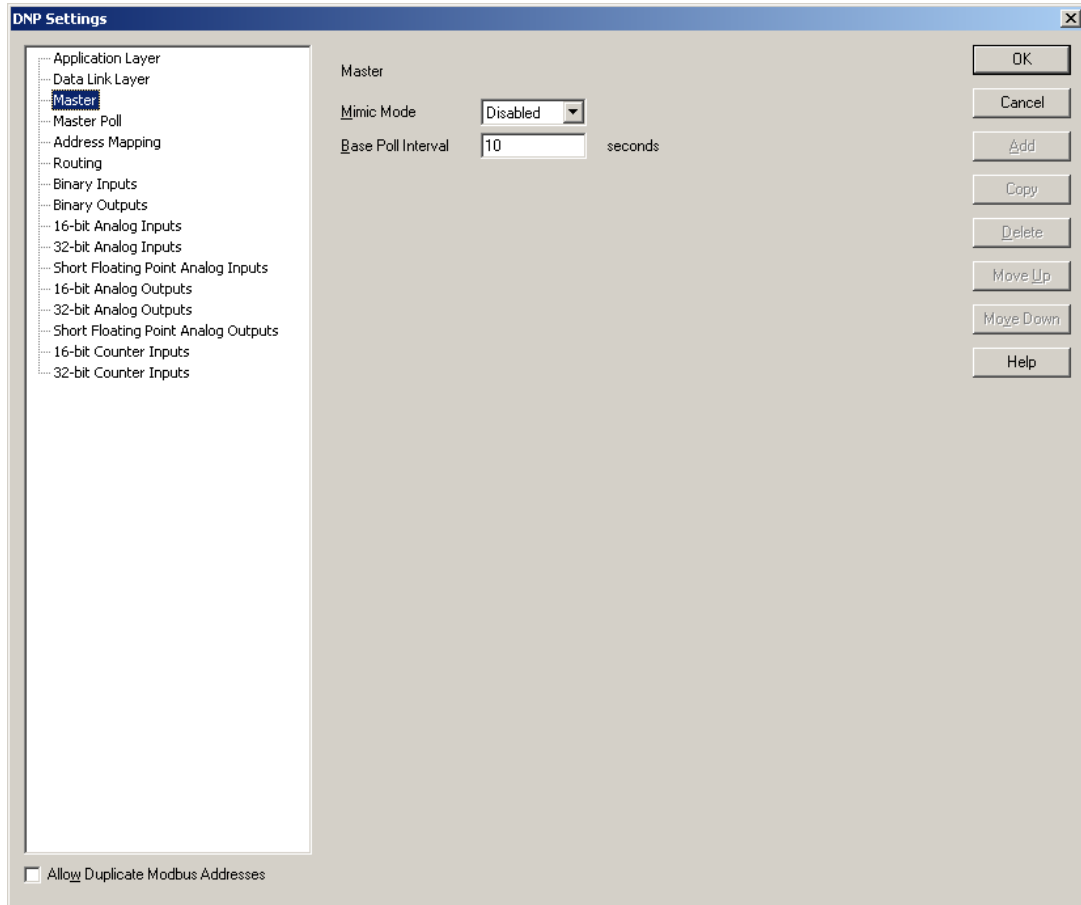 DNP Settings
Application Layer
Data Link Layer
Master
Master Poll
Address Mapping
Routing
Binary Inputs
Binary Outputs
16-bit Analog Inputs
32-bit Analog Inputs
Short Floating Point Analog Inputs
16-bit Analog Outputs
32-bit Analog Outputs
Short Floating Point Analog Outputs
16-bit Counter Inputs
32-bit Counter Inputs
Allow Duplicate Modbus Addresses
Master
Mimic Mode Disabled
Base Poll Interval 10 seconds
OK
Cancel
Add
Copy
Delete
Move Up
Move Down
Help